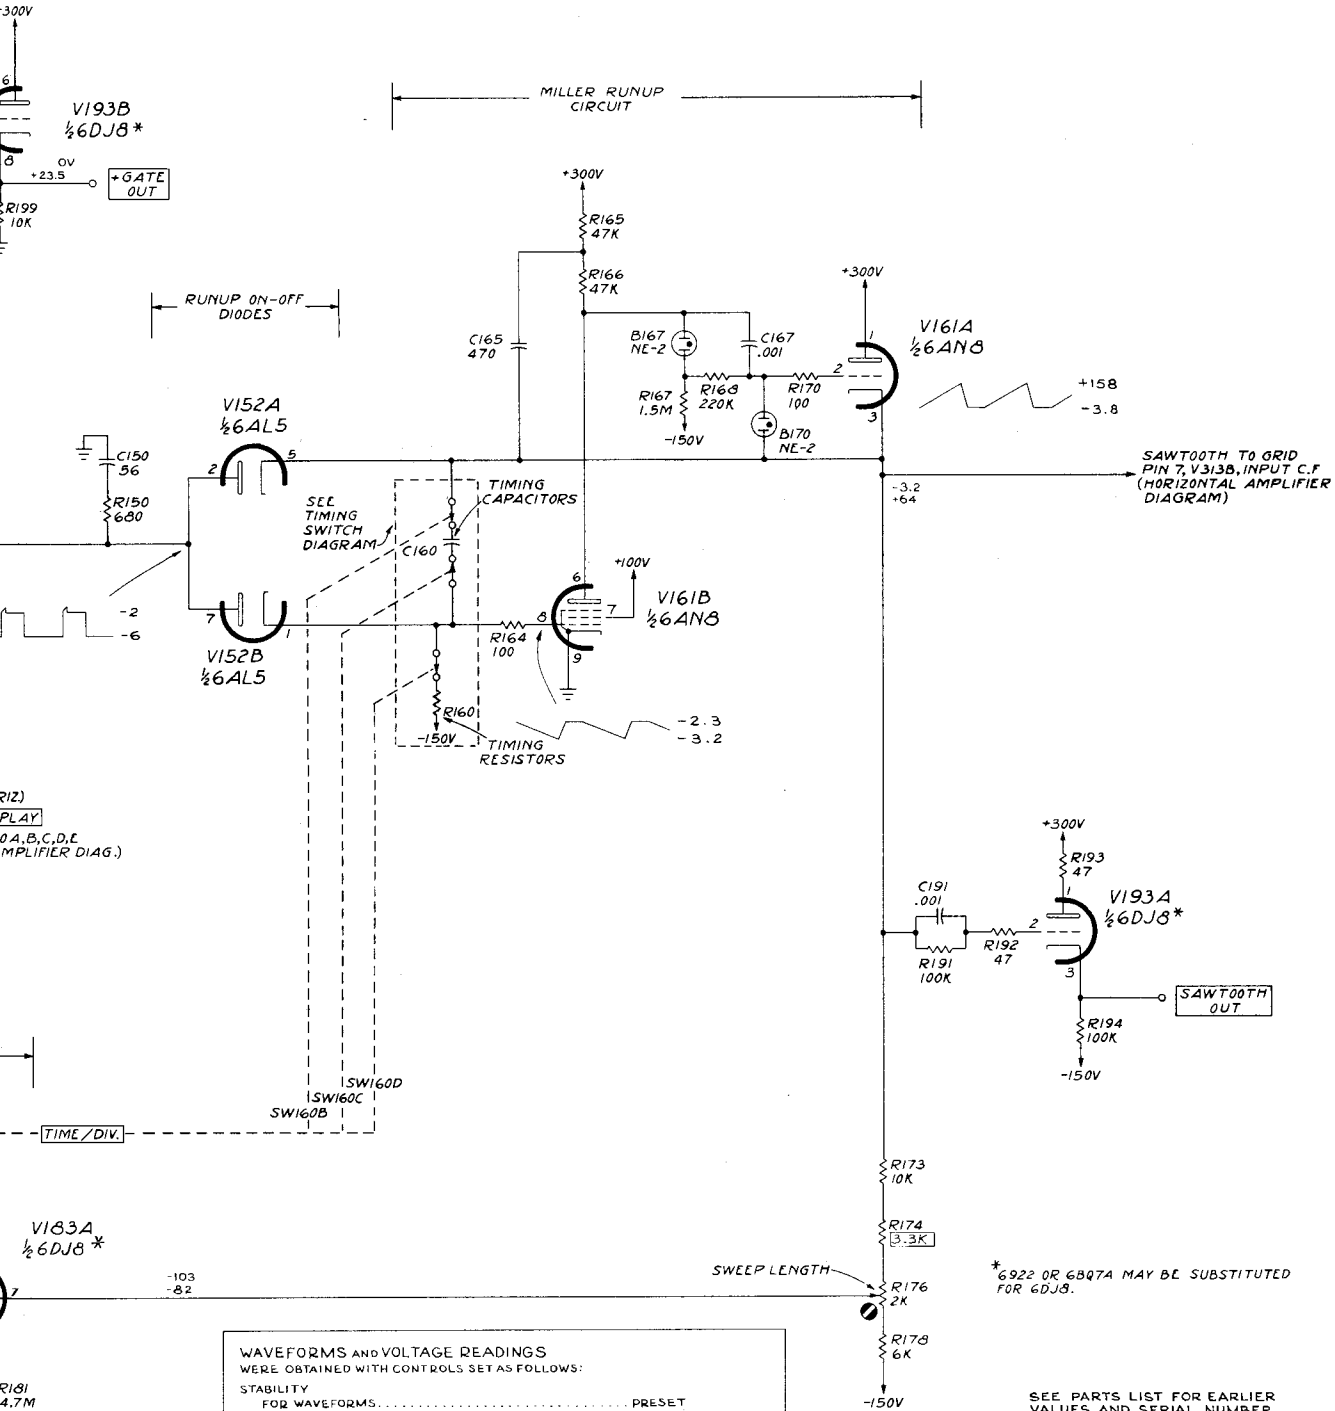 +300V
6
V193B
½6DJ8*
8
0V
+23.5
+GATE
OUT
R199
10K
MILLER RUNUP
CIRCUIT
+300V
R165
47K
R166
47K
RUNUP ON-OFF
DIODES
C165
470
B167
NE-2
C167
.001
R167
1.5M
-150V
R168
220K
R170
100
B170
NE-2
+300V
1
2
3
V161A
½6AN8
+158
-3.8
V152A
½6AL5
2
5
C150
56
R150
680
SEE
TIMING
SWITCH
DIAGRAM
TIMING
CAPACITORS
C160
SAWTOOTH TO GRID
PIN 7, V313B, INPUT C.F
(HORIZONTAL AMPLIFIER
DIAGRAM)
-3.2
+64
-2
-6
7
1
V152B
½6AL5
R164
100
6
8
7
9
+100V
V161B
½6AN8
R160
-150V
TIMING
RESISTORS
-2.3
-3.2
RIZ.)
PLAY
0A,B,C,D,E
MPLIFIER DIAG.)
+300V
R193
47
C191
.001
R191
100K
R192
47
1
2
3
V193A
½6DJ8*
SAWTOOTH
OUT
R194
100K
-150V
SW160D
SW160C
SW160B
TIME/DIV.
R173
10K
R174
3.3K
V183A
½6DJ8*
7
-103
-82
SWEEP LENGTH
R176
2K
*6922 OR 6BQ7A MAY BE SUBSTITUTED
FOR 6DJ8.
R178
6K
-150V
R181
4.7M
WAVEFORMS AND VOLTAGE READINGS
WERE OBTAINED WITH CONTROLS SET AS FOLLOWS:
STABILITY
FOR WAVEFORMS.............................PRESET
SEE PARTS LIST FOR EARLIER
VALUES AND SERIAL NUMBER